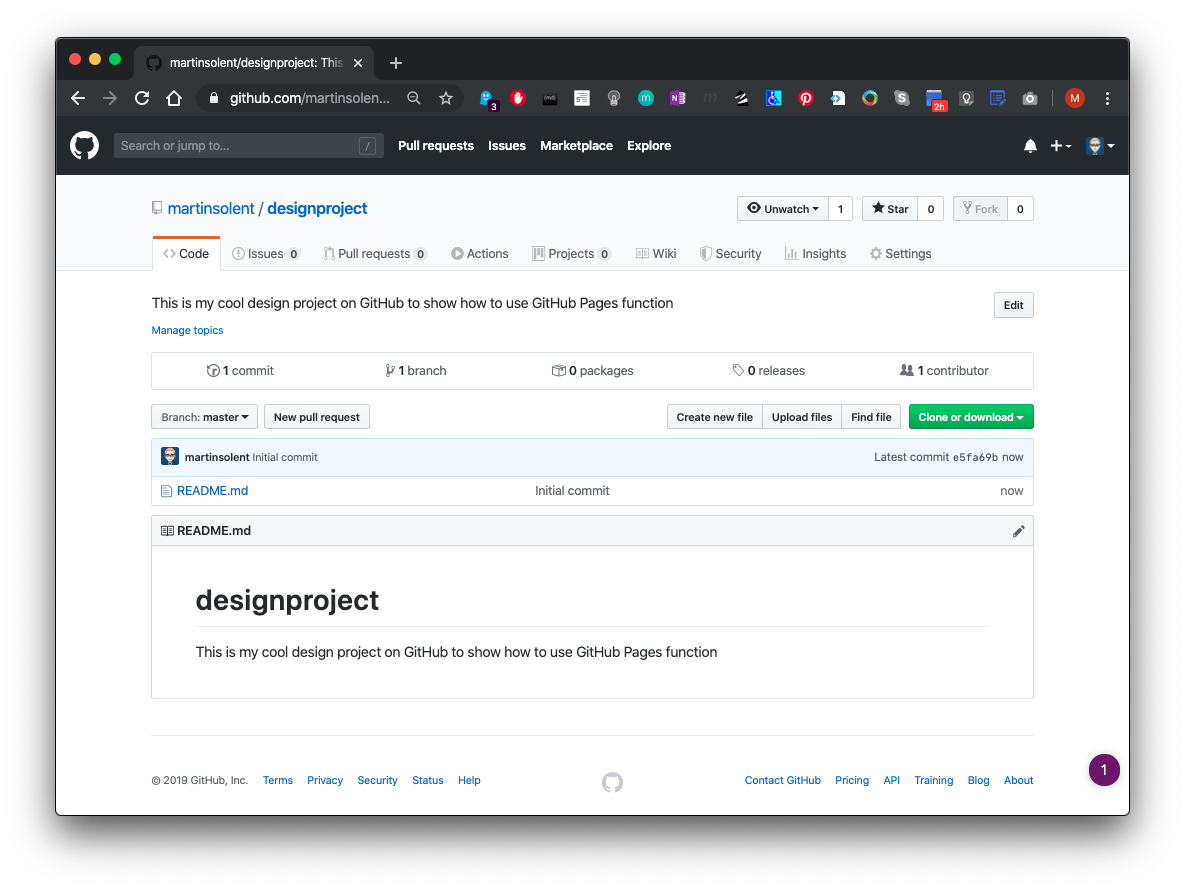 martinsolent/designproject: This
github.com/martinsolen...
3
2h
M
Search or jump to...
/
Pull requests Issues Marketplace Explore
martinsolent / designproject
Unwatch 1 Star 0 Fork 0
Code Issues 0 Pull requests 0 Actions Projects 0 Wiki Security Insights Settings
This is my cool design project on GitHub to show how to use GitHub Pages function
Edit
Manage topics
1 commit 1 branch 0 packages 0 releases 1 contributor
Branch: master New pull request Create new file Upload files Find file Clone or download
martinsolent Initial commit Latest commit e5fa69b now
README.md Initial commit now
README.md
designproject
This is my cool design project on GitHub to show how to use GitHub Pages function
© 2019 GitHub, Inc. Terms Privacy Security Status Help Contact GitHub Pricing API Training Blog About
1